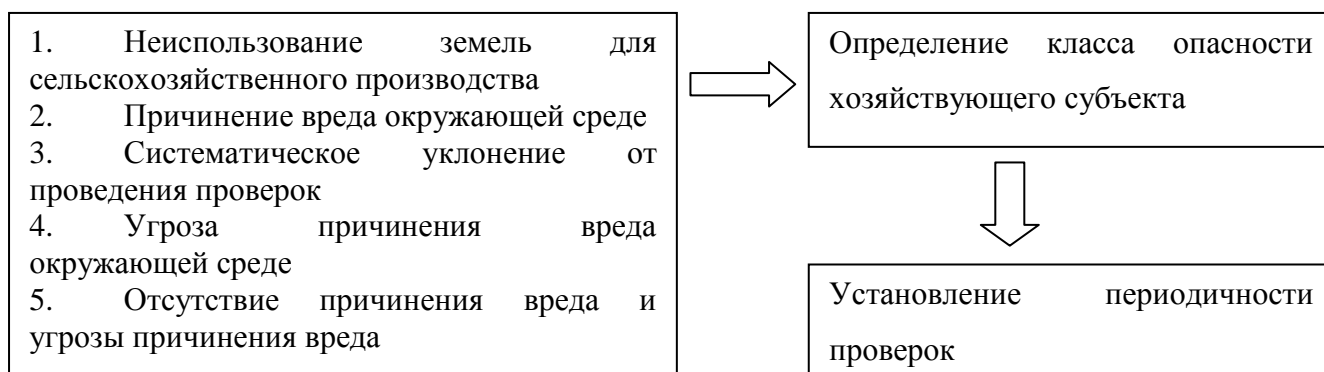 1. Неиспользование земель для
сельскохозяйственного производства
2. Причинение вреда окружающей среде
3. Систематическое уклонение от
проведения проверок
4. Угроза причинения вреда
окружающей среде
5. Отсутствие причинения вреда и
угрозы причинения вреда
Определение класса опасности
хозяйствующего субъекта
Установление периодичности
проверок